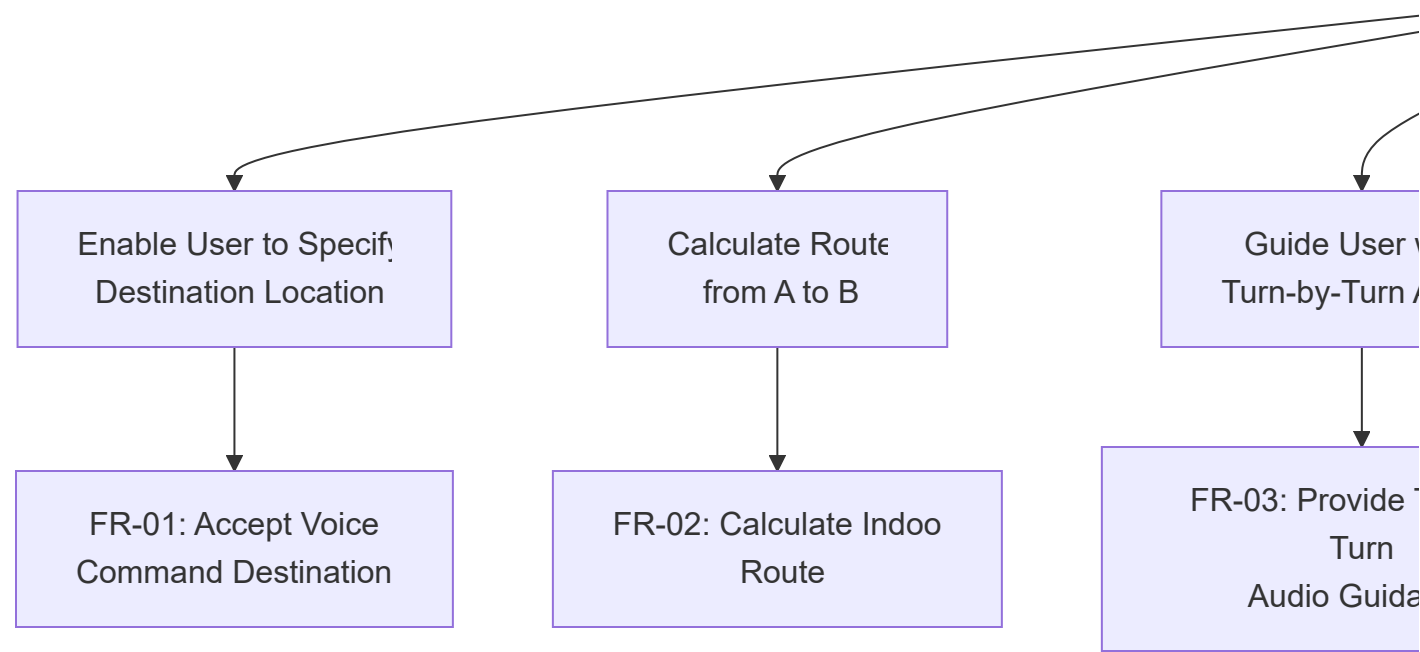 Enable User to Specify
Destination Location
Calculate Route
from A to B
Guide User
Turn-by-Turn
FR-01: Accept Voice
Command Destination
FR-02: Calculate Indoo
Route
FR-03: Provide
Turn
Audio Guida